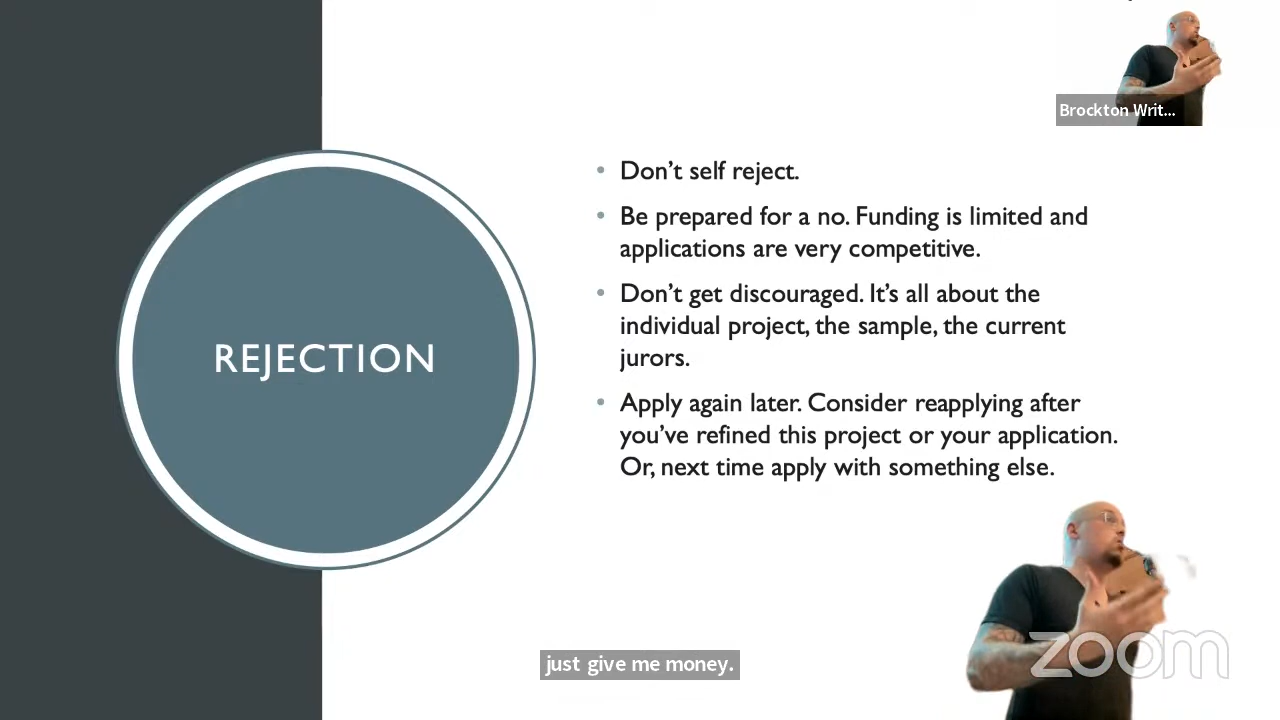 Brockton Writ...
• Don't self reject.
• Be prepared for a no. Funding is limited and
applications are very competitive.
• Don't get discouraged. It's all about the
individual project, the sample, the current
jurors.
• Apply again later. Consider reapplying after
you've refined this project or your application.
Or, next time apply with something else.
REJECTION
just give me money.
zoom